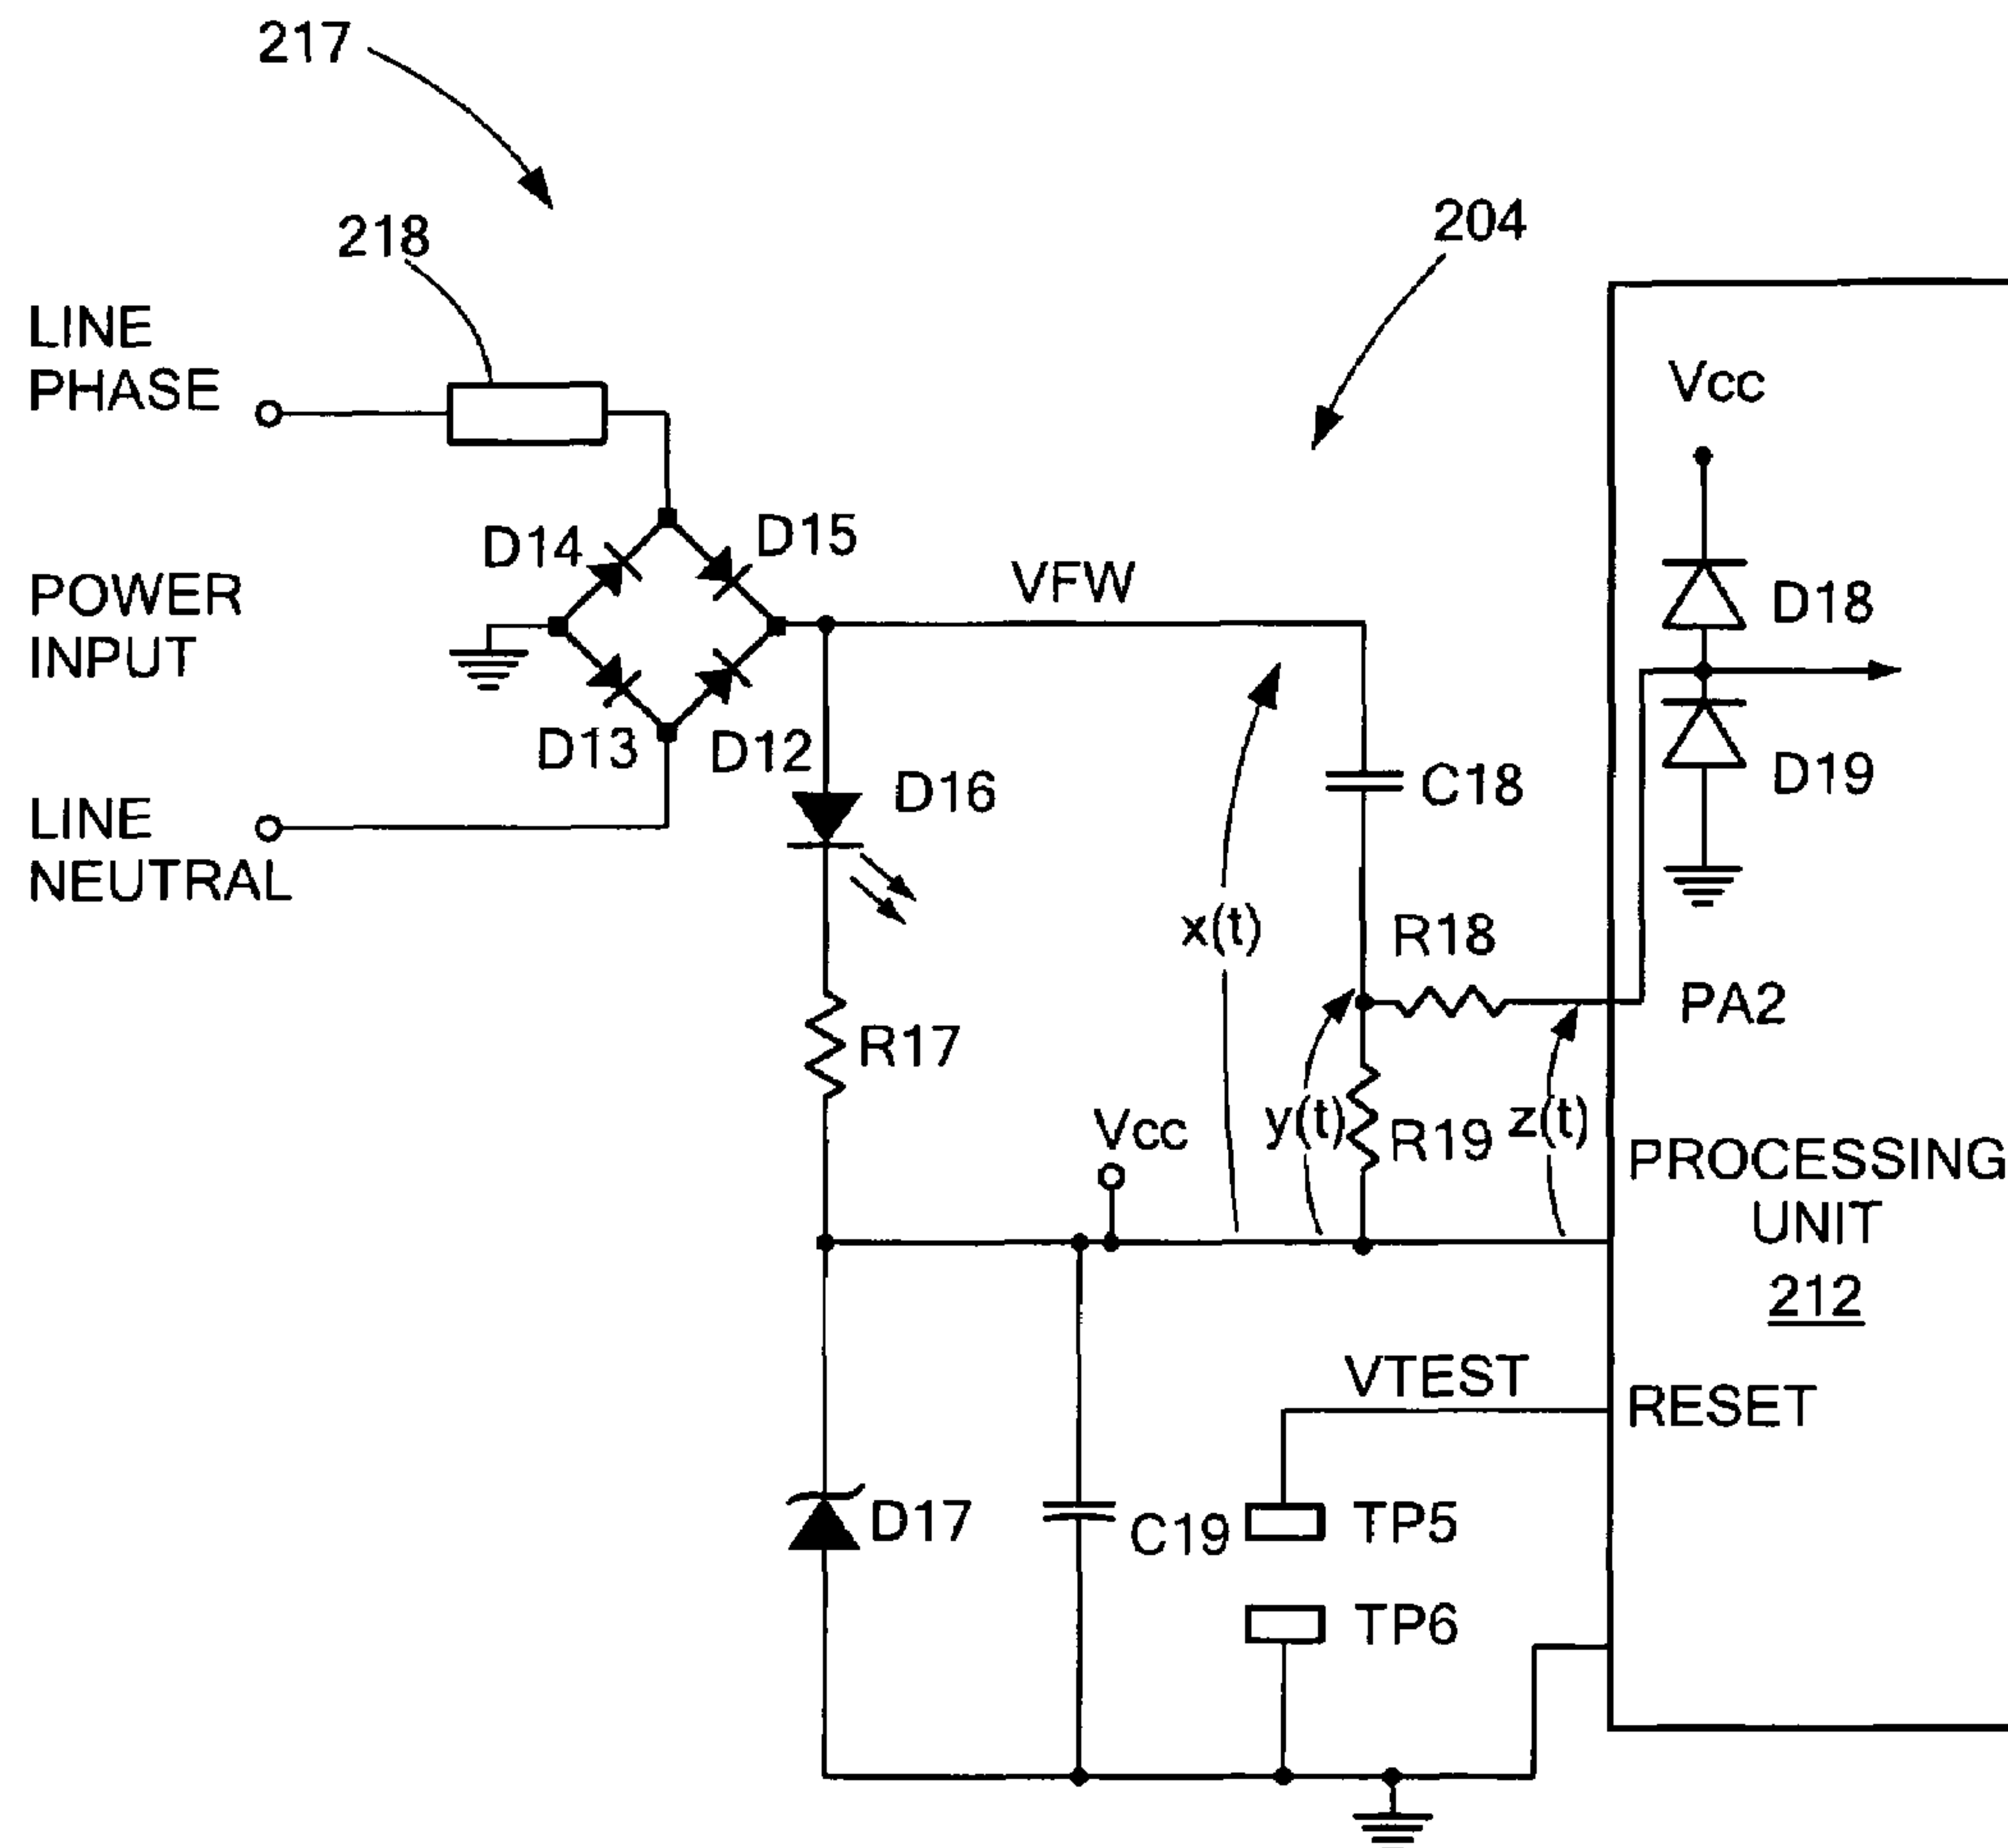 217
204
218
LINE
PHASE
Vcc
D14
D15
VFW
POWER
INPUT
D18
D13
D12
D16
C18
D19
LINE
NEUTRAL
x(t)
R18
PA2
R17
Vcc
y(t)
R19
z(t)
PROCESSING
UNIT
212
VTEST
RESET
D17
C19
TP5
TP6